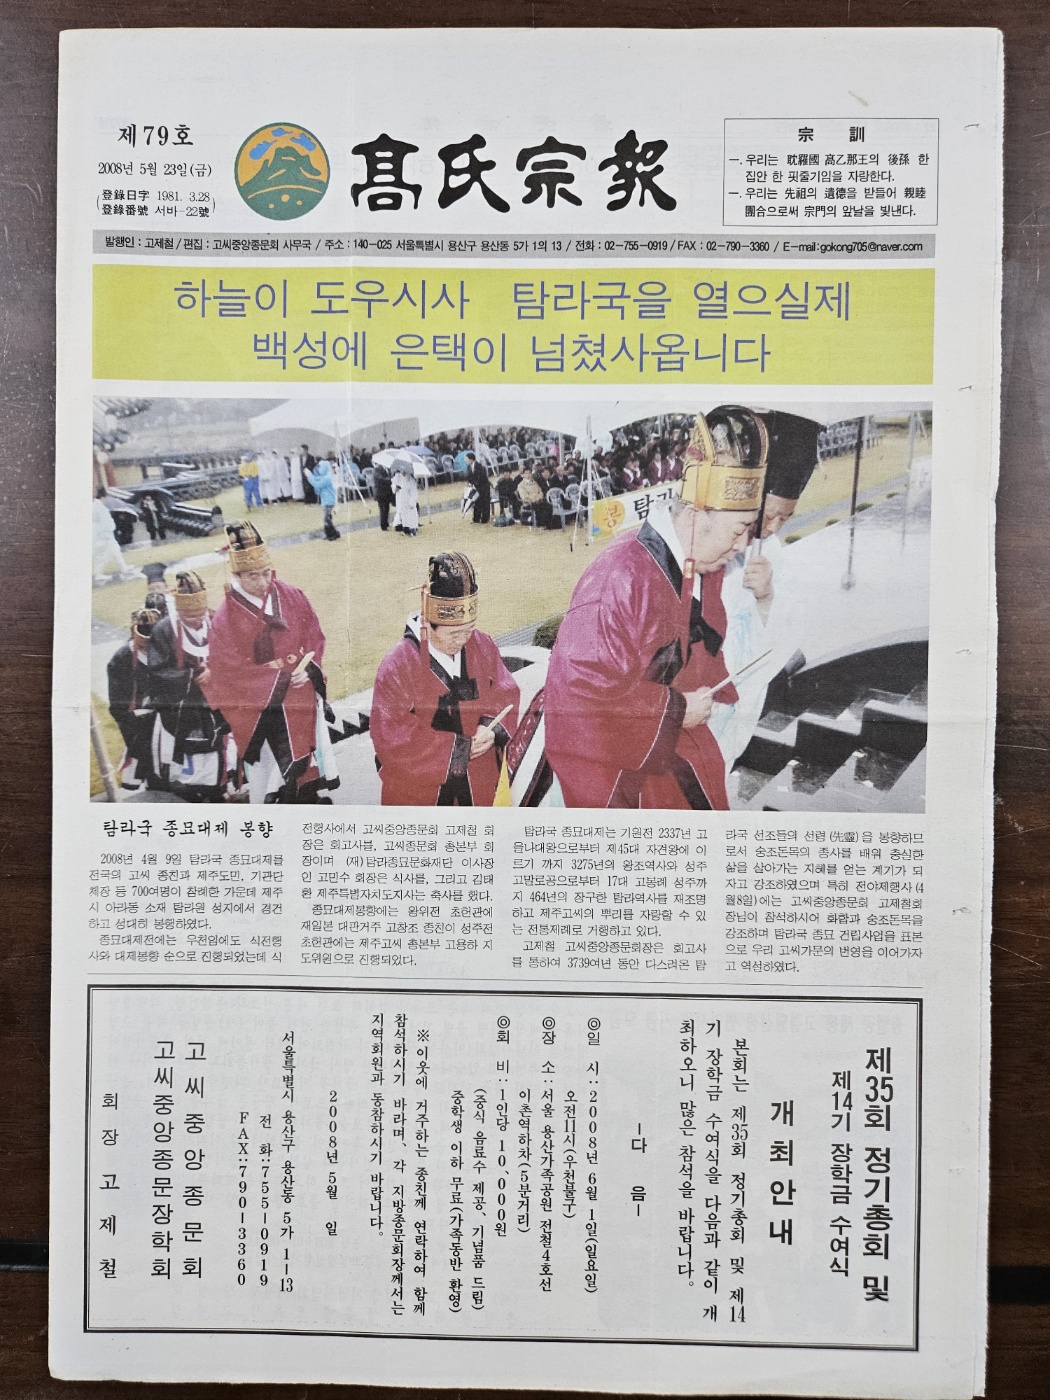 제79호
2008년 5월 23일(금)
登錄日字 1981. 3.28
登錄番號 서바-22號
髙氏宗報
宗 訓
一. 우리는 耽羅國 髙乙那王의 後孫 한
집안 한 핏줄기임을 자랑한다.
一. 우리는 先祖의 遺德을 받들어 親睦
團合으로써 宗門의 앞날을 빛낸다.
발행인 : 고제철 / 편집 : 고씨중앙종문회 사무국 / 주소 : 140-025 서울특별시 용산구 용산동 5가 1의 13 / 전화 : 02-755-0919 / FAX : 02-790-3360 / E-mail:gokong705@naver.com
하늘이 도우시사 탐라국을 열으실제
백성에 은택이 넘쳤사옵니다
탐라국 종묘대제 봉향
2008년 4월 9일 탐라국 종묘대제를
전국의 고씨 종친과 제주도민, 기관단
체장 등 700여명이 참례한 가운데 제주
시 아라동 소재 탐라원 성지에서 경건
하고 성대히 봉행하였다.
종묘대제전에는 우천임에도 식전행
사와 대제봉향 순으로 진행되었는데 식
전행사에서 고씨중앙종문회 고제철 회
장은 회고사를, 고씨종문회 총본부 회
장이며 (재)탐라종묘문화재단 이사장
인 고민수 회장은 식사를, 그리고 김태
환 제주특별자치도지사는 축사를 했다.
종묘대제봉향에는 왕위전 초헌관에
재일본 대판거주 고창조 종친이 성주전
초헌관에는 제주고씨 총본부 고용하 지
도위원으로 진행되었다.
탐라국 종묘대제는 기원전 2337년 고
을나대왕으로부터 제45대 자견왕에 이
르기 까지 3275년의 왕조역사와 성주
고말로공으로부터 17대 고봉례 성주까
지 464년의 장구한 탐라역사를 재조명
하고 제주고씨의 뿌리를 자랑할 수 있
는 전통제례로 거행하고 있다.
고제철 고씨중앙종문회장은 회고사
를 통하여 3739여년 동안 다스려온 탐
라국 선조들의 선령(先靈)을 봉향하므
로서 숭조돈목의 종사를 배워 충실한
삶을 살아가는 지혜를 얻는 계기가 되
자고 강조하였으며 특히 전야제행사(4
월8일)에는 고씨중앙종문회 고제철회
장님이 참석하시어 화합과 숭조돈목을
강조하며 탐라국 종묘 건립사업을 표본
으로 우리 고씨가문의 번영을 이어가자
고 역설하였다.
제35회 정기총회 및
제14기 장학금 수여식
개최안내
본회는 제35회 정기총회 및 제14
기 장학금 수여식을 다음과 같이 개
최하오니 많은 참석을 바랍니다.
-다 음-
◎일 시:2008년 6월 1일(일요일)
오전11시(우천불구)
◎장 소:서울 용산가족공원 전철4호선
이촌역하차(5분거리)
◎회 비:1인당 10,000원
(중식 음료수 제공, 기념품 드림)
중학생 이하 무료(가족동반 환영)
※이웃에 거주하는 종친께 연락하여 함께
참석하시기 바라며, 각 지방종문회장께서는
지역회원과 동참하시기 바랍니다.
2008년 5월 일
서울특별시 용산구 용산동 5가 1-13
전 화:755-0919
FAX:790-3360
고씨중앙종문회
고씨중앙종문장학회
회장 고제철